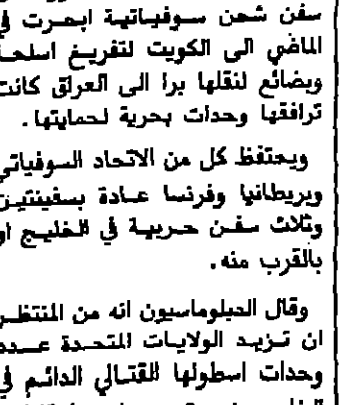 سفن شحن سوفياتية ابحرت في
الماضي الى الكويت لتفريغ اسلحة
وبضائع لنقلها برا الى العراق كانت
ترافقها وحدات بحرية لحمايتها.
ويحتفظ كل من الاتحاد السوفياتي
وبريطانيا وفرنسا عادة بسفينتين
وثلاث سفن حربية في الخليج او
بالقرب منه.
وقال الدبلوماسيون انه من المنتظر
ان تزيد الولايات المتحدة عدد
وحدات اسطولها القتالي الدائم في